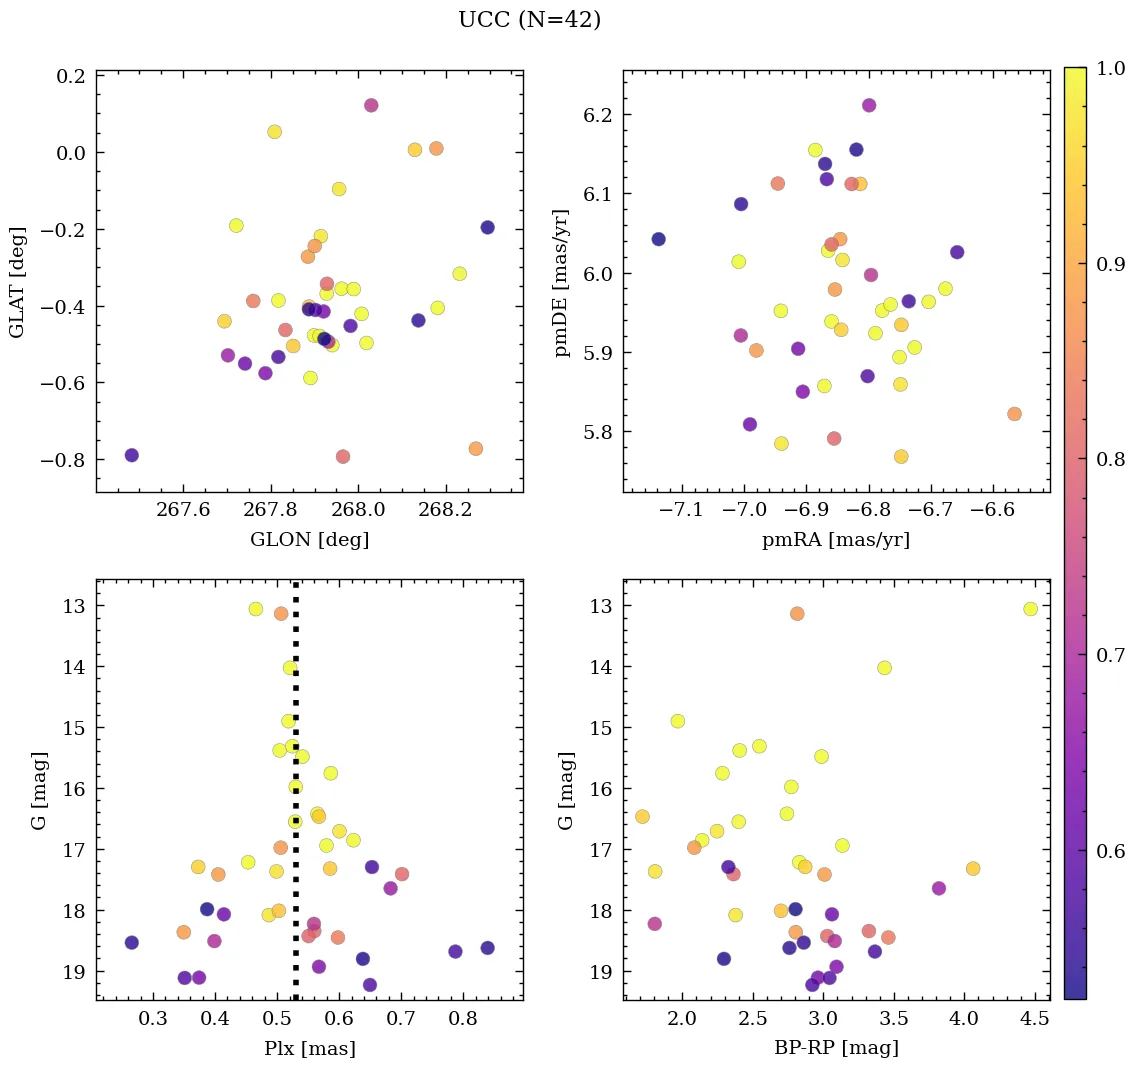 UCC (N=42)
0.2
0.0
−0.2
−0.4
−0.6
−0.8
GLAT [deg]
267.6 267.8 268.0 268.2
GLON [deg]
6.2
6.1
6.0
5.9
5.8
pmDE [mas/yr]
−7.1 −7.0 −6.9 −6.8 −6.7 −6.6
pmRA [mas/yr]
1.0
0.9
0.8
0.7
0.6
13
14
15
16
17
18
19
G [mag]
0.3 0.4 0.5 0.6 0.7 0.8
Plx [mas]
13
14
15
16
17
18
19
G [mag]
2.0 2.5 3.0 3.5 4.0 4.5
BP-RP [mag]